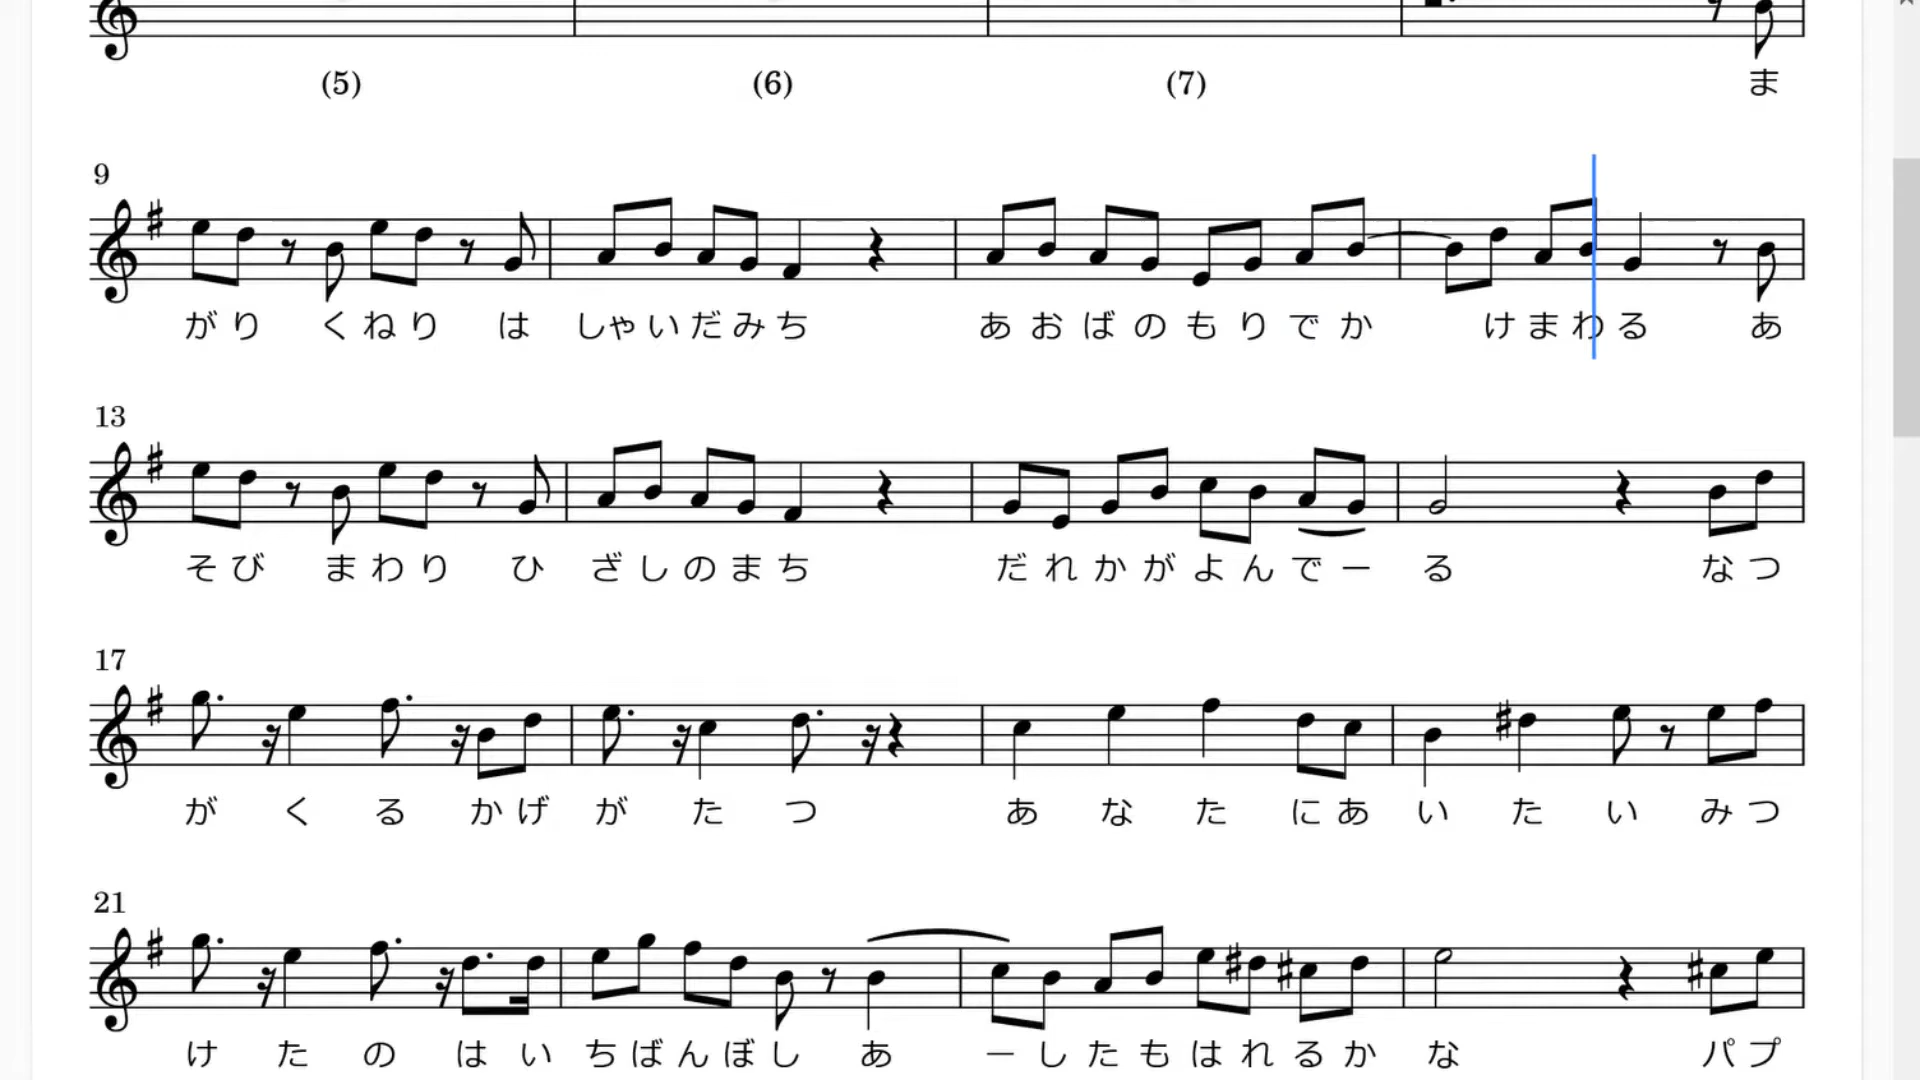 (5) (6) (7) ま
9
がり くねり は しゃいだみち あおばのもりでか けまわる あ
13
そび まわり ひ ざしのまち だれかがよんでー る なつ
17
が く る かげ が た つ あ な た にあ い た い みつ
21
け た の は い ちばんぼし あ ーしたもはれるか な パプ